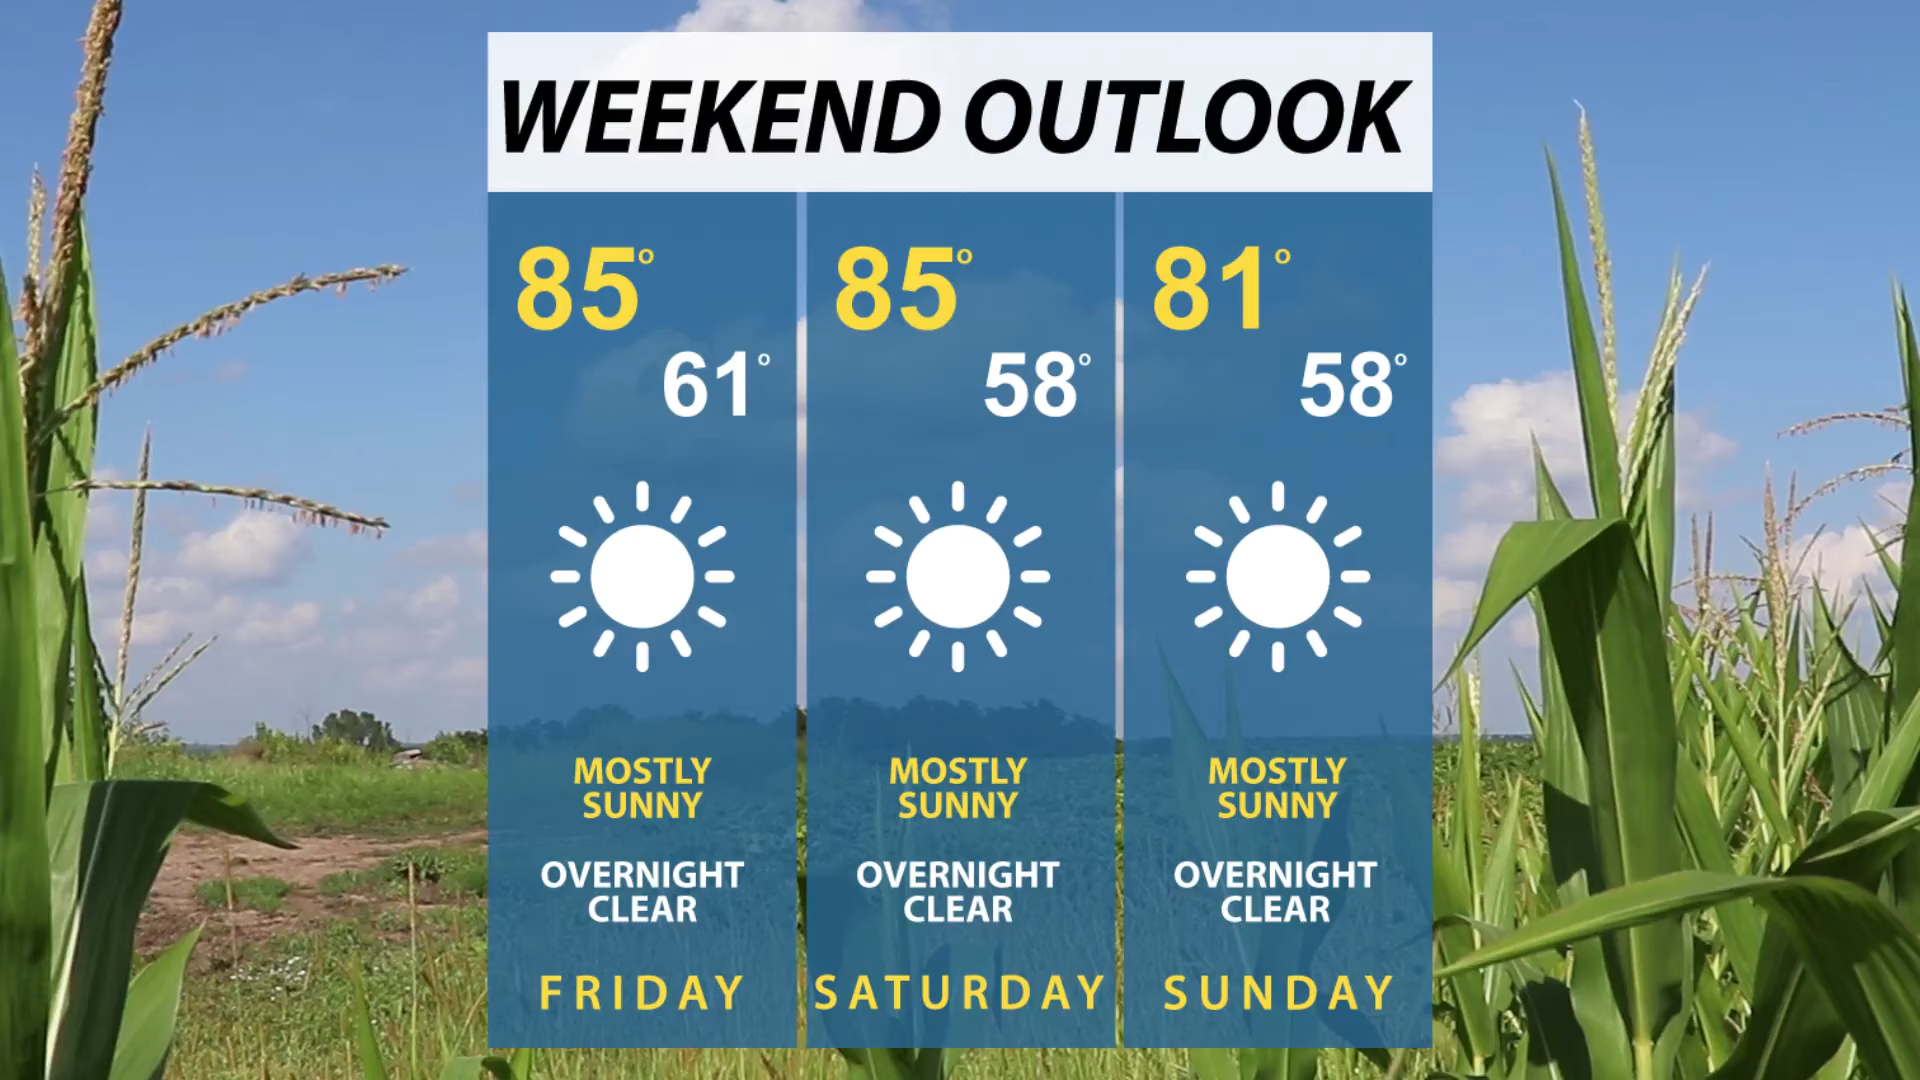 WEEKEND OUTLOOK
85°
61°
MOSTLY
SUNNY
OVERNIGHT
CLEAR
FRIDAY
85°
58°
MOSTLY
SUNNY
OVERNIGHT
CLEAR
SATURDAY
81°
58°
MOSTLY
SUNNY
OVERNIGHT
CLEAR
SUNDAY